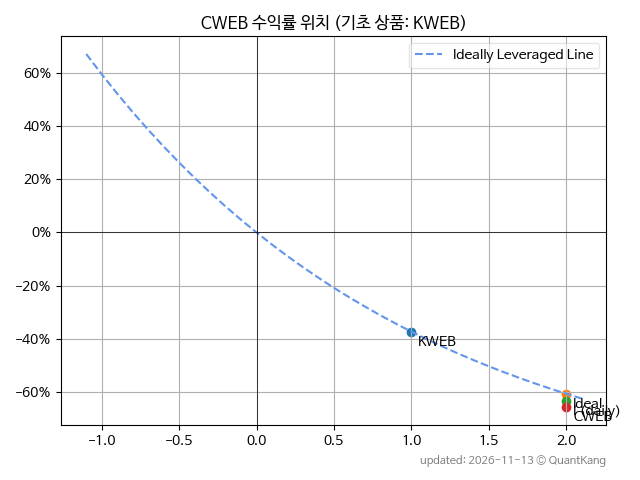 CWEB 수익률 위치 (기초 상품: KWEB)
Ideally Leveraged Line
60%
40%
20%
0%
−20%
−40%
−60%
KWEB
Ideal
(daily)
CWEB
−1.0
−0.5
0.0
0.5
1.0
1.5
2.0
updated: 2026-11-13 © QuantKang